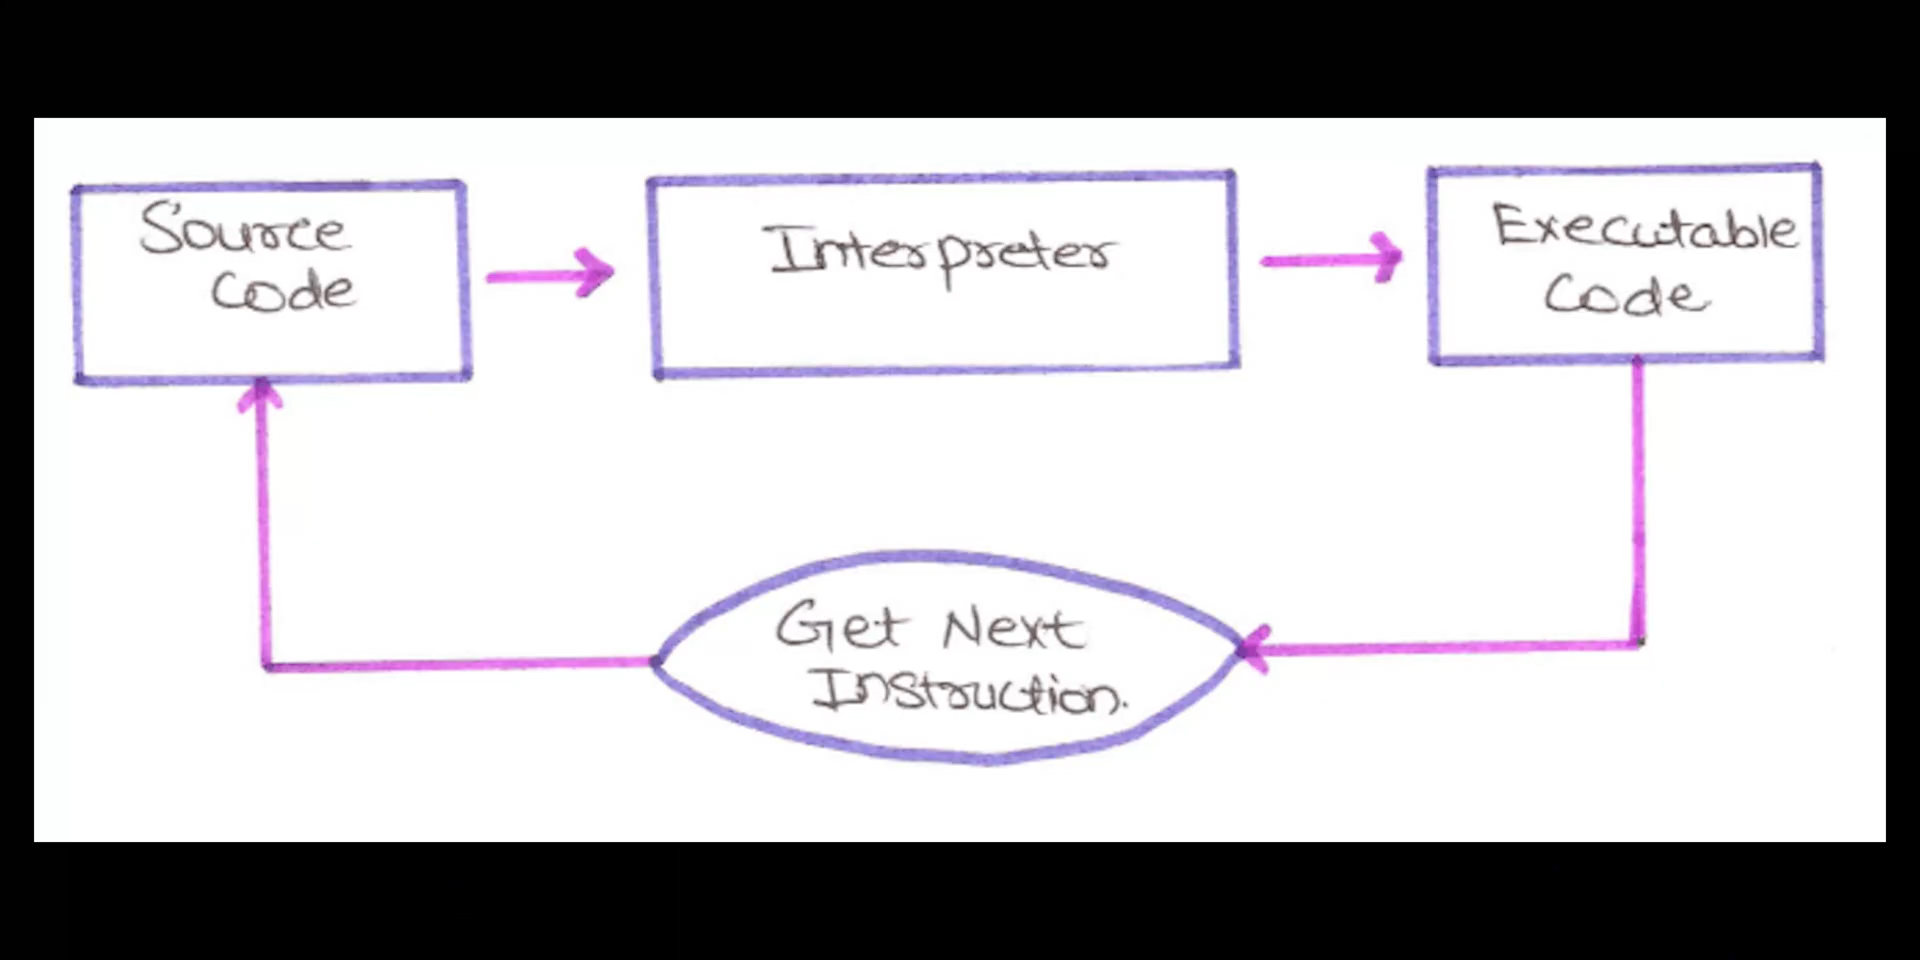 Source
Code
Interpreter
Executable
Code
Get Next
Instruction.